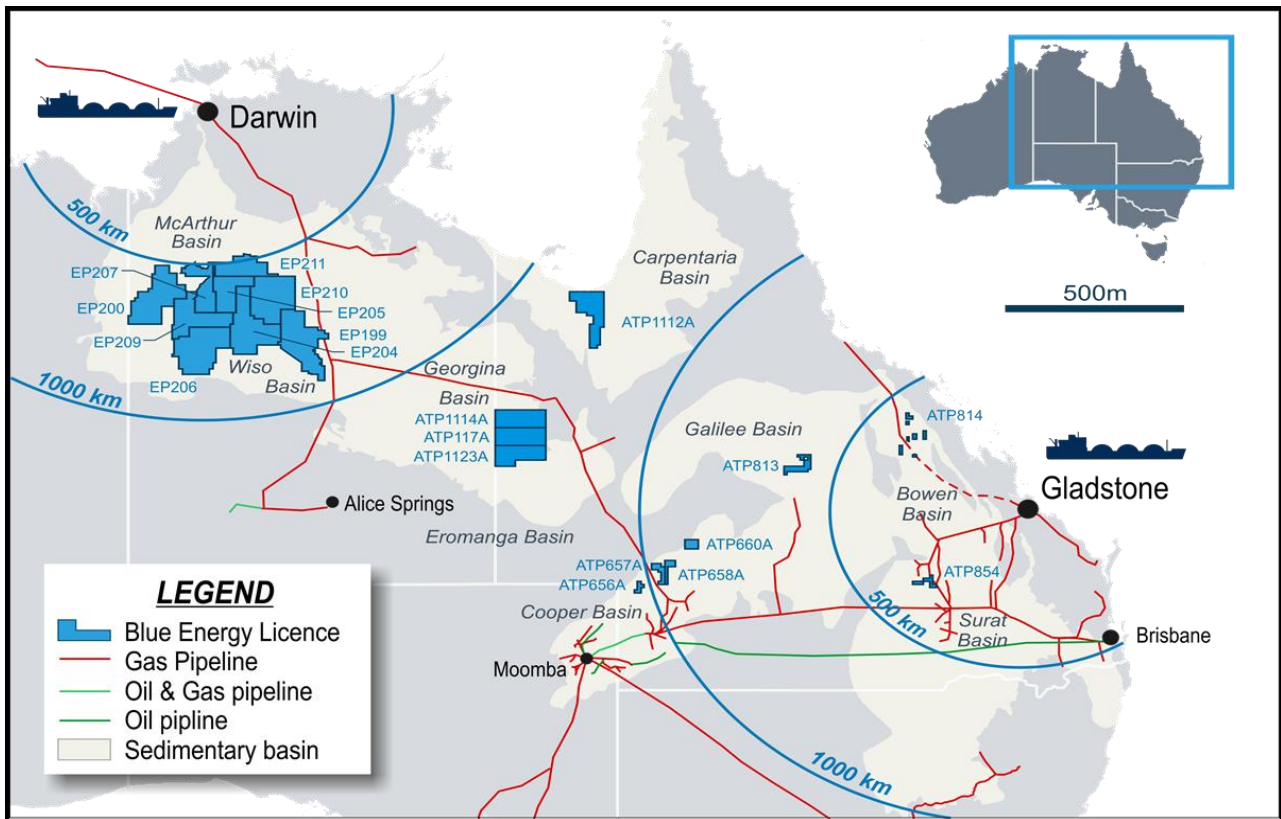 Darwin
500 km
McArthur
Basin
EP207
EP211
EP200
EP210
EP205
EP209
EP199
EP204
EP206
Wiso
Basin
1000 km
Carpentaria
Basin
ATP1112A
500m
Georgina
Basin
ATP1114A
ATP117A
ATP1123A
Galilee Basin
ATP813
ATP814
Gladstone
Bowen
Basin
Alice Springs
Eromanga Basin
ATP660A
ATP657A
ATP658A
ATP656A
ATP854
Cooper Basin
500 km
Surat
Basin
Brisbane
Moomba
1000 km
LEGEND
Blue Energy Licence
Gas Pipeline
Oil & Gas pipeline
Oil pipline
Sedimentary basin